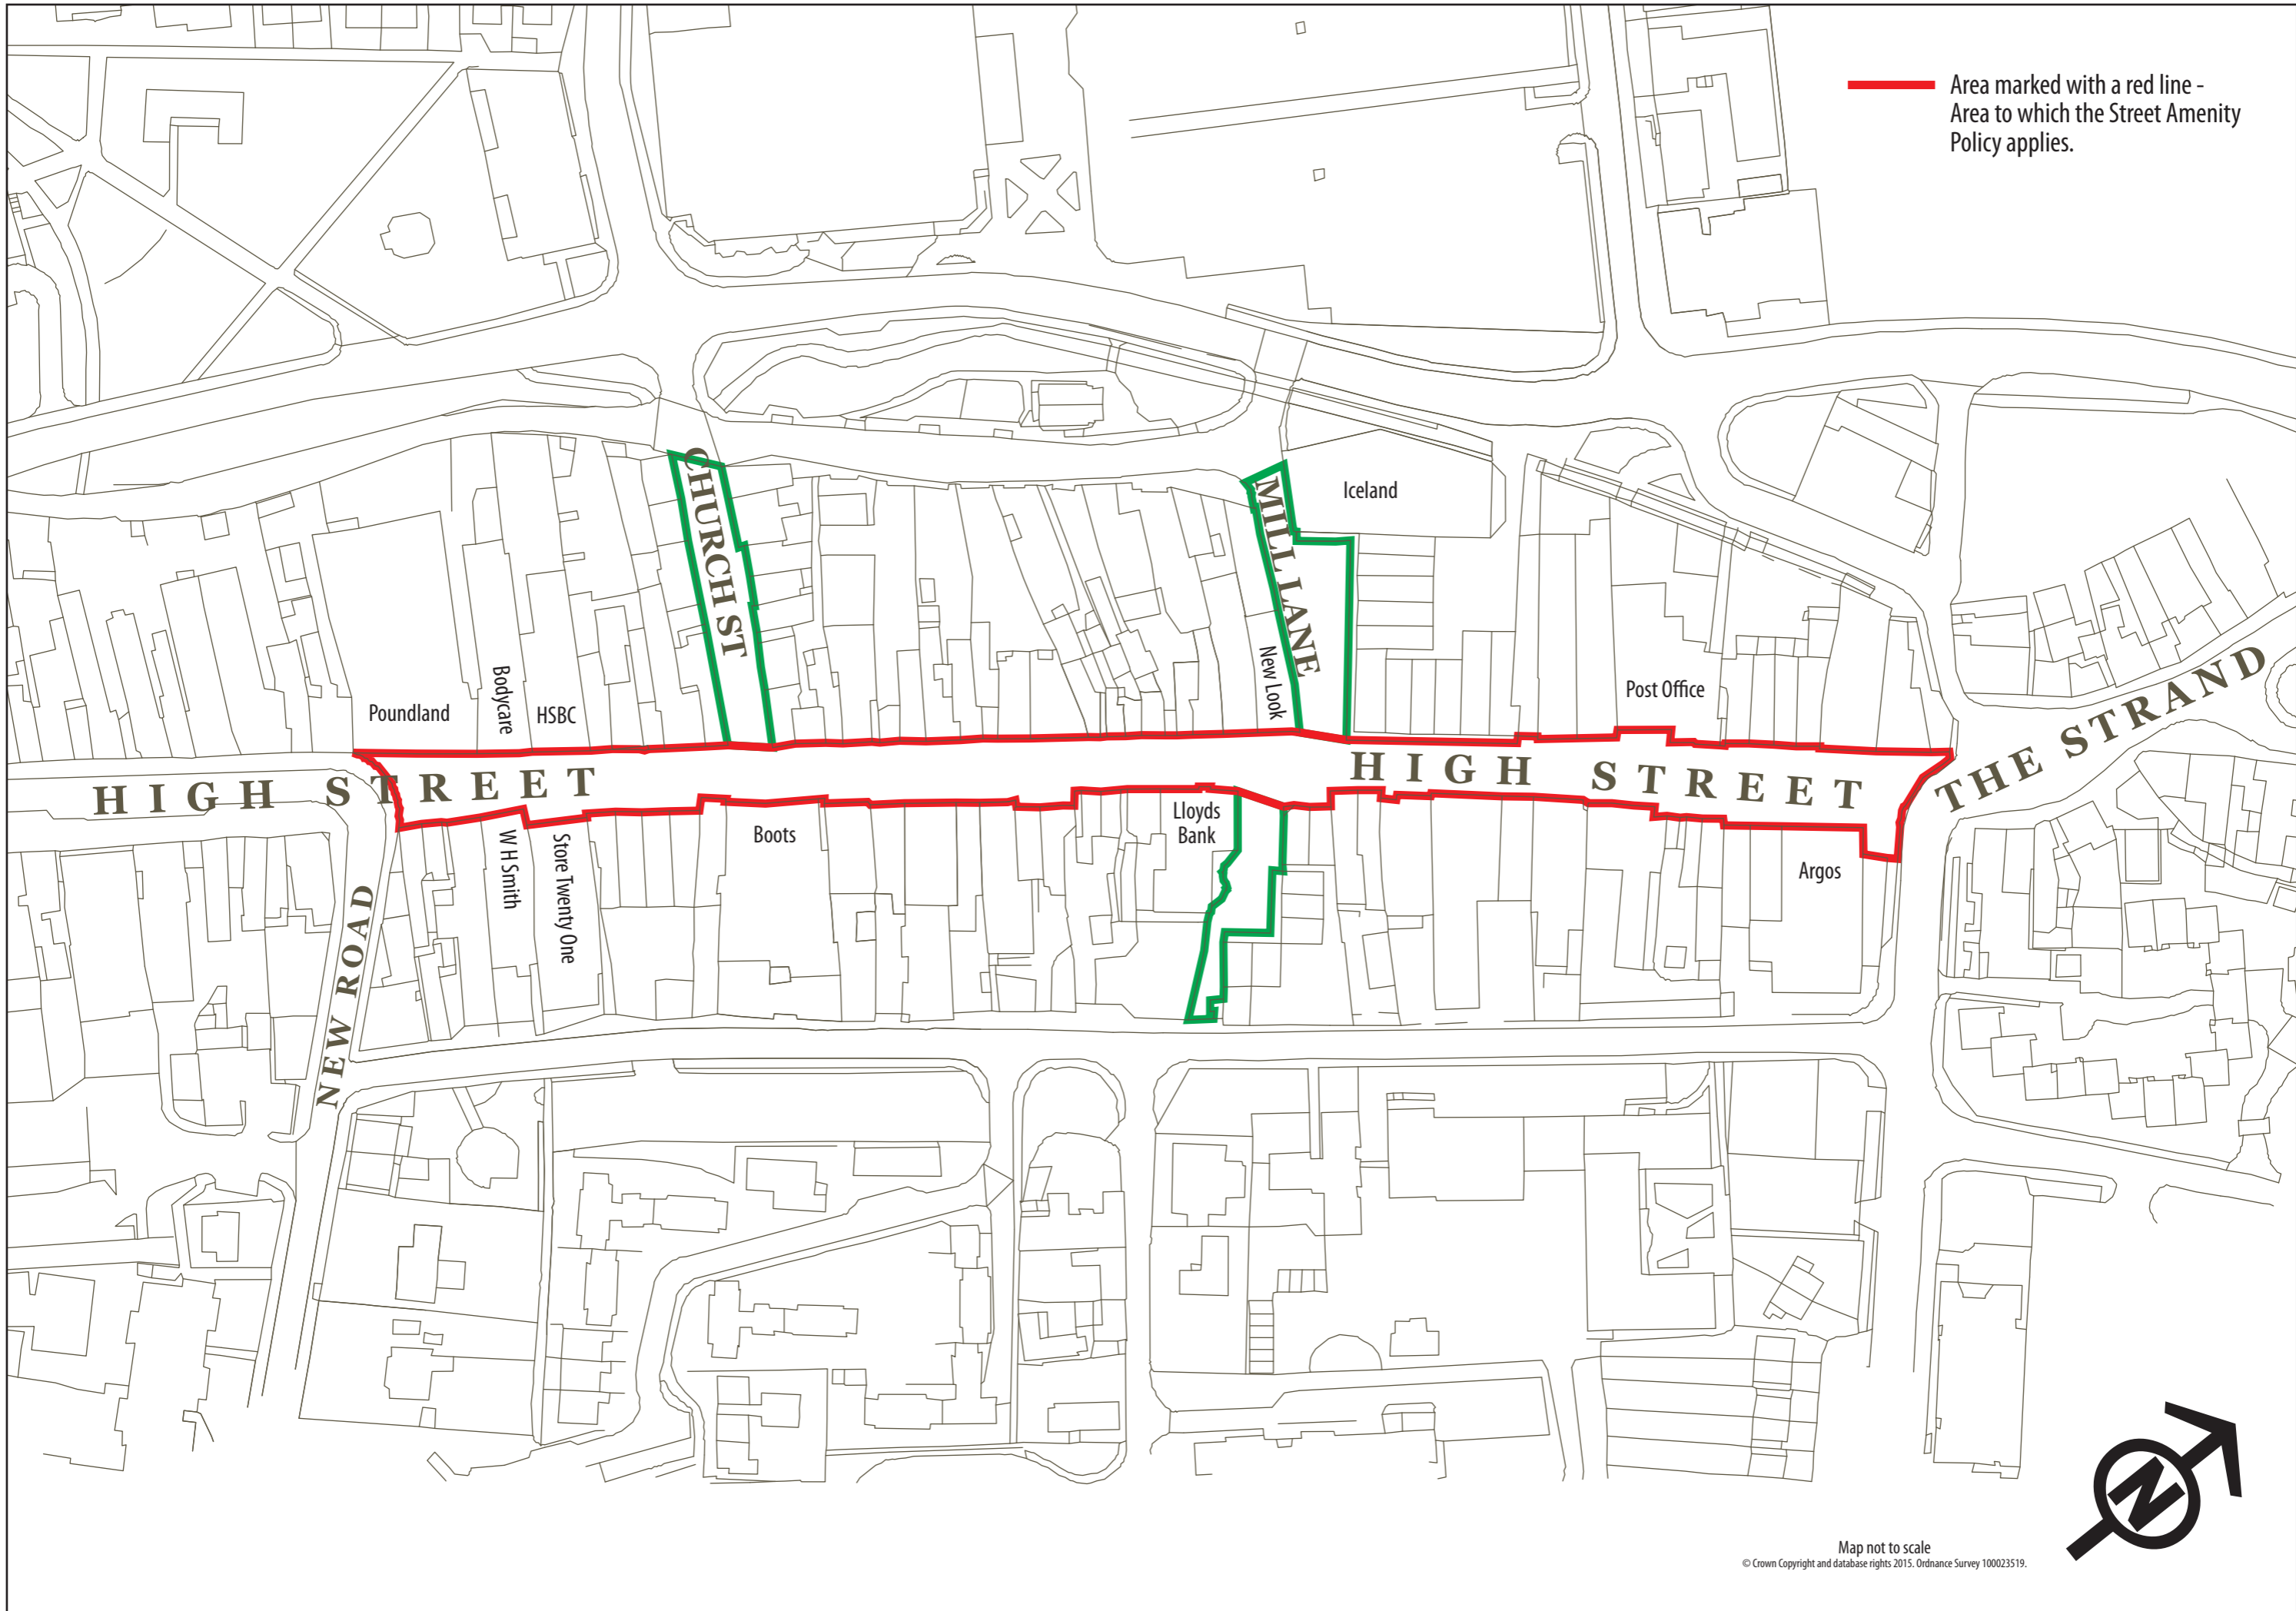 Area marked with a red line -
Area to which the Street Amenity
Policy applies.
CHURCH ST
MILL LANE
Iceland
New Look
Post Office
Poundland
Bodycare
HSBC
HIGH STREET
HIGH STREET
THE STRAND
NEW ROAD
W H Smith
Store Twenty One
Boots
Lloyds
Bank
Argos
N
Map not to scale
© Crown Copyright and database rights 2015. Ordnance Survey 100023519.